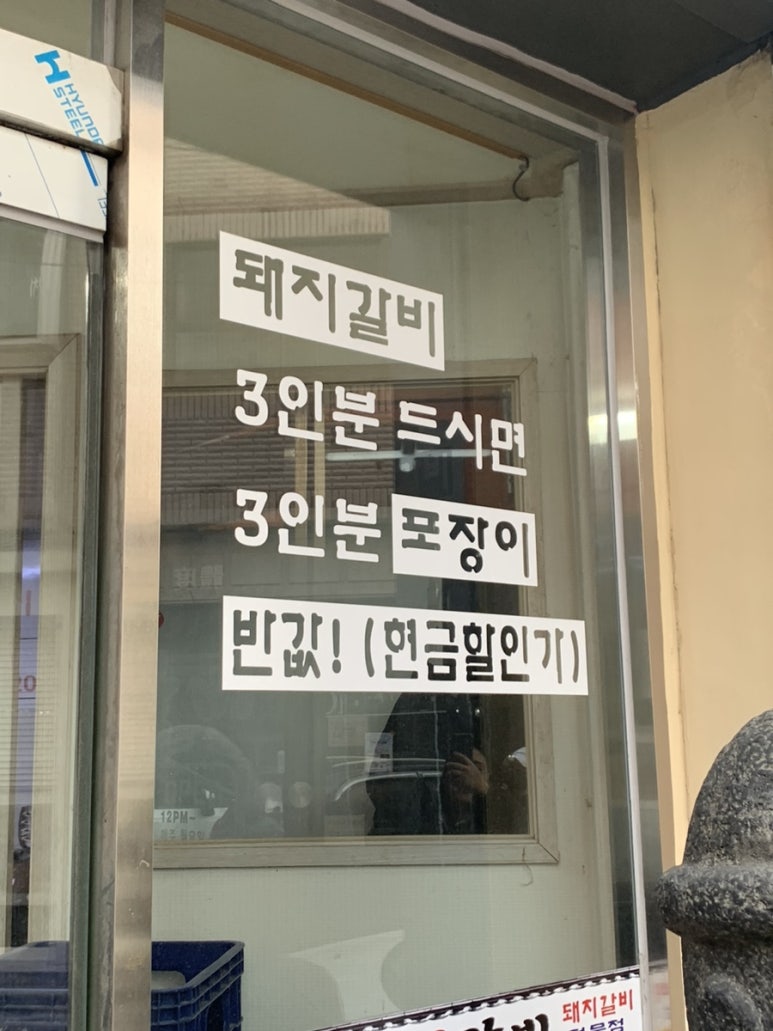 HYUNDAI
STEEL
돼지갈비
3인분 드시면
3인분 포장이
반값! (현금할인가)
12PM~
돼지갈비